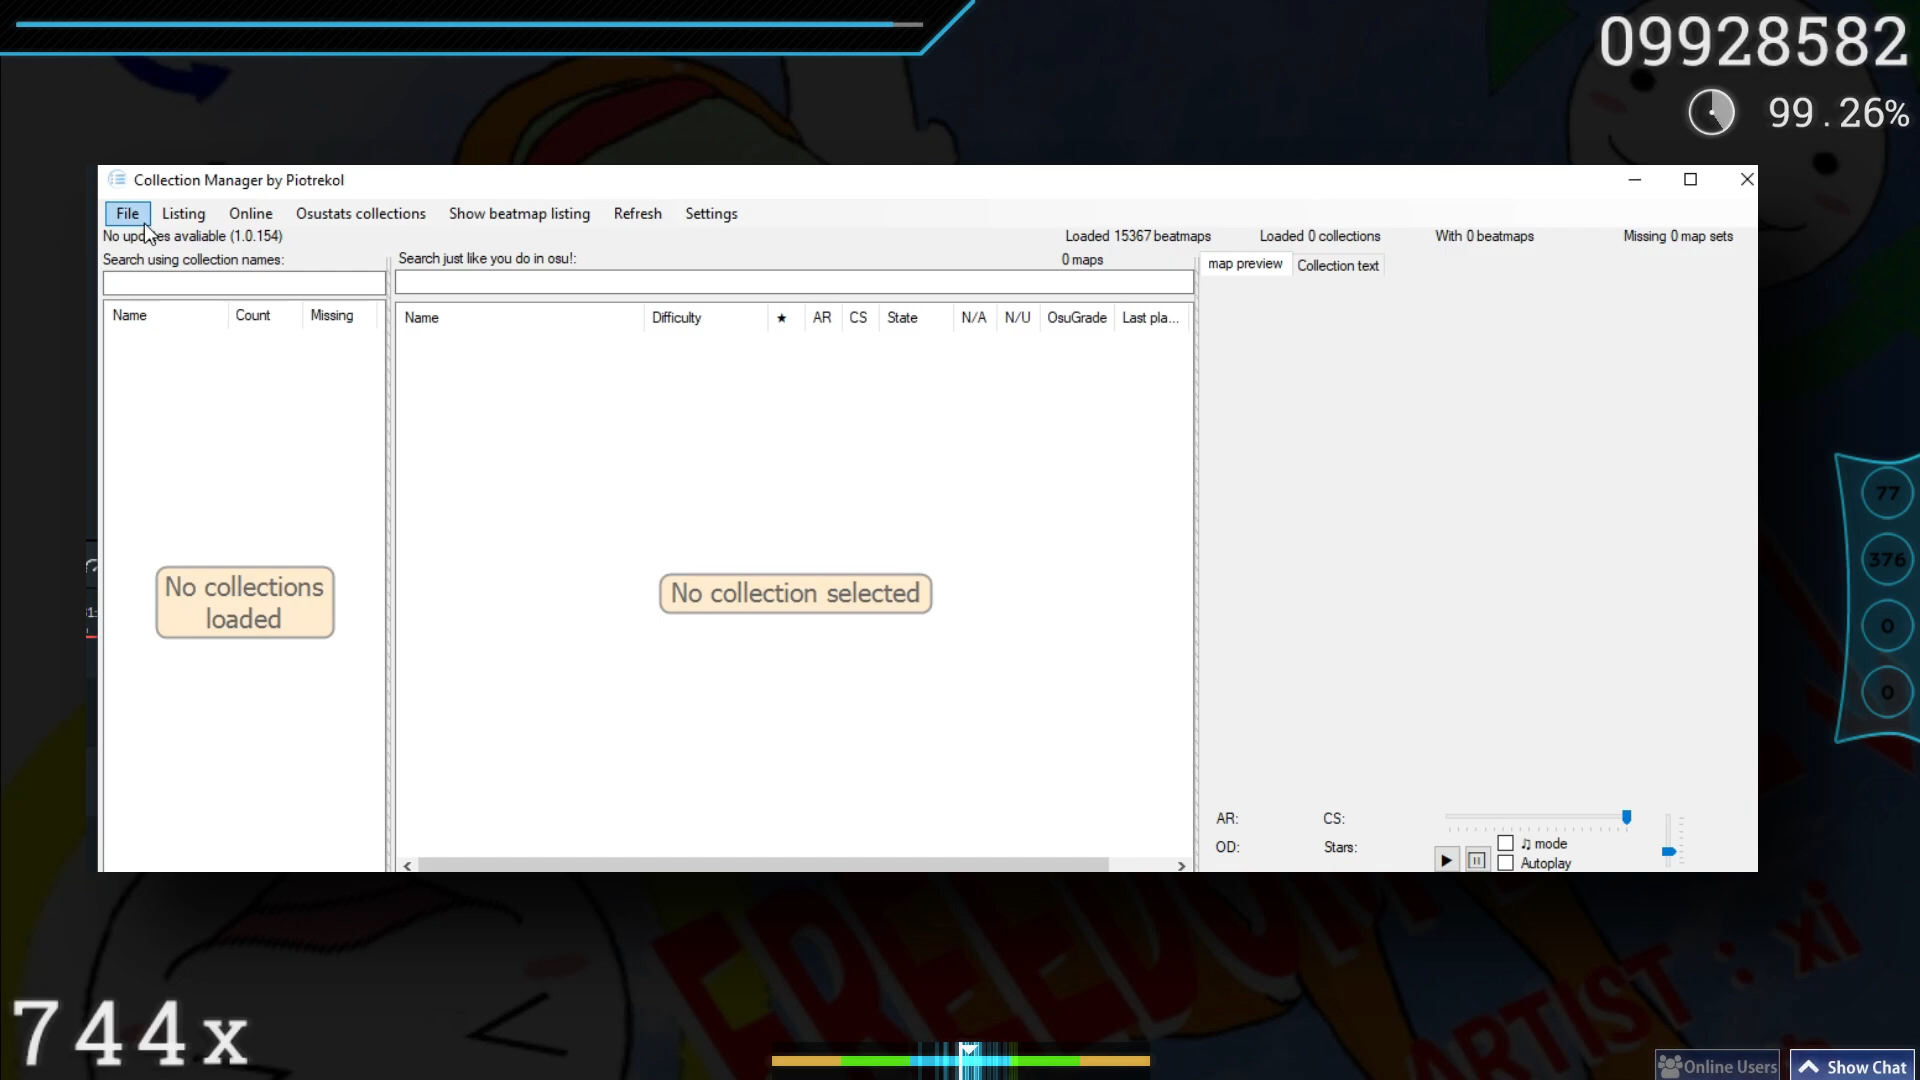 09928582
99.26%
Collection Manager by Piotrekol
File Listing Online Osustats collections Show beatmap listing Refresh Settings
No updates avaliable (1.0.154) Loaded 15367 beatmaps Loaded 0 collections With 0 beatmaps Missing 0 map sets
Search using collection names: Search just like you do in osu!: 0 maps map preview Collection text
Name Count Missing Name Difficulty ★ AR CS State N/A N/U OsuGrade Last pla...
77
376
0
0
No collections
loaded
No collection selected
AR: CS:
OD: Stars: ♫ mode
Autoplay
FREEDOM
ARTIST : xi
744x
Online Users Show Chat